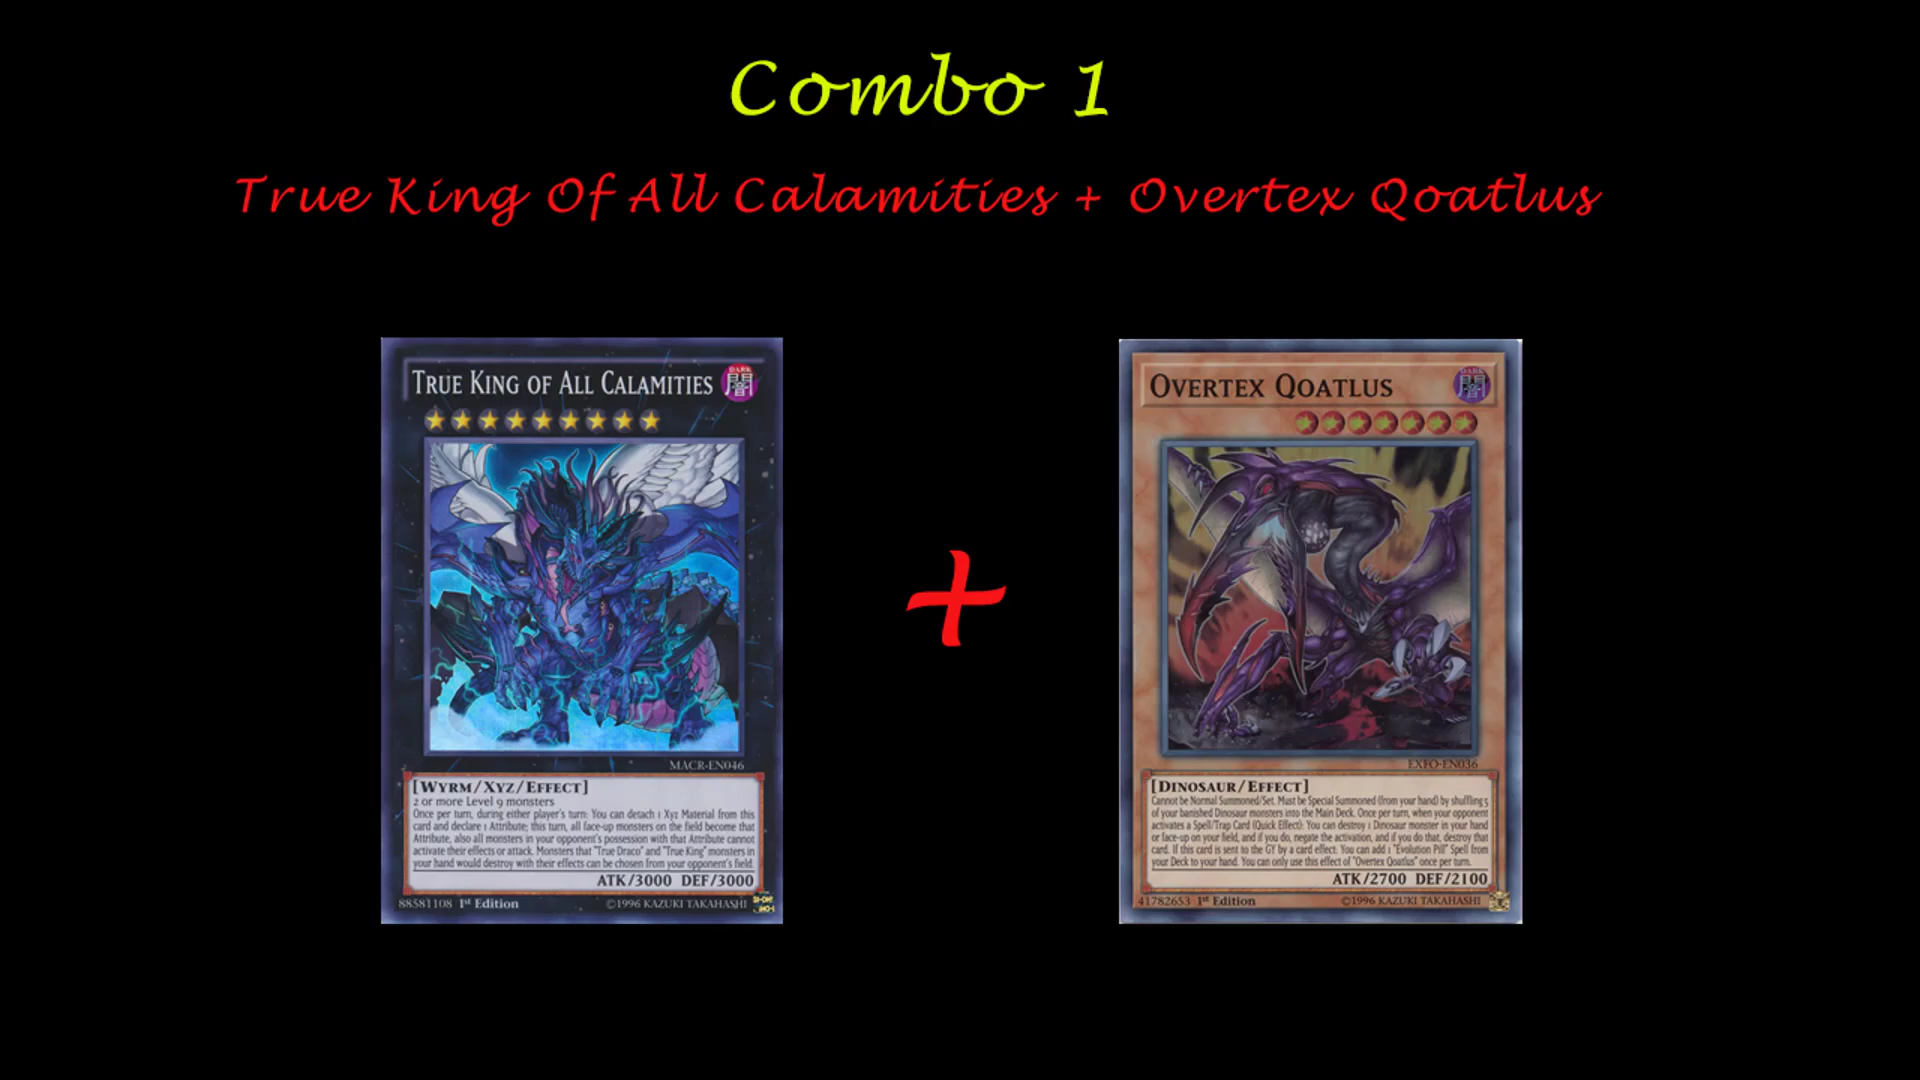 Combo 1
True King Of All Calamities + Overtex Qoatlus
TRUE KING OF ALL CALAMITIES
DARK
闇
MACR-EN046
[WYRM/XYZ/EFFECT]
2 or more Level 9 monsters
Once per turn, during either player's turn: You can detach 1 Xyz Material from this
card and declare 1 Attribute; this turn, all face-up monsters on the field become that
Attribute, also all monsters in your opponent's possession with that Attribute cannot
activate their effects or attack. Monsters that "True Draco" and "True King" monsters in
your hand would destroy with their effects can be chosen from your opponent's field.
ATK/3000 DEF/3000
88581108 1st Edition
©1996 KAZUKI TAKAHASHI
+
OVERTEX QOATLUS
DARK
闇
EXFO-EN036
[DINOSAUR/EFFECT]
Cannot be Normal Summoned/Set. Must be Special Summoned (from your hand) by shuffling 5
of your banished Dinosaur monsters into the Main Deck. Once per turn, when your opponent
activates a Spell/Trap Card (Quick Effect): You can destroy 1 Dinosaur monster in your hand
or face-up on your field, and if you do, negate the activation, and if you do that, destroy that
card. If this card is sent to the GY by a card effect: You can add 1 "Evolution Pill" Spell from
your Deck to your hand. You can only use this effect of "Overtex Qoatlus" once per turn.
ATK/2700 DEF/2100
41782653 1st Edition
©1996 KAZUKI TAKAHASHI